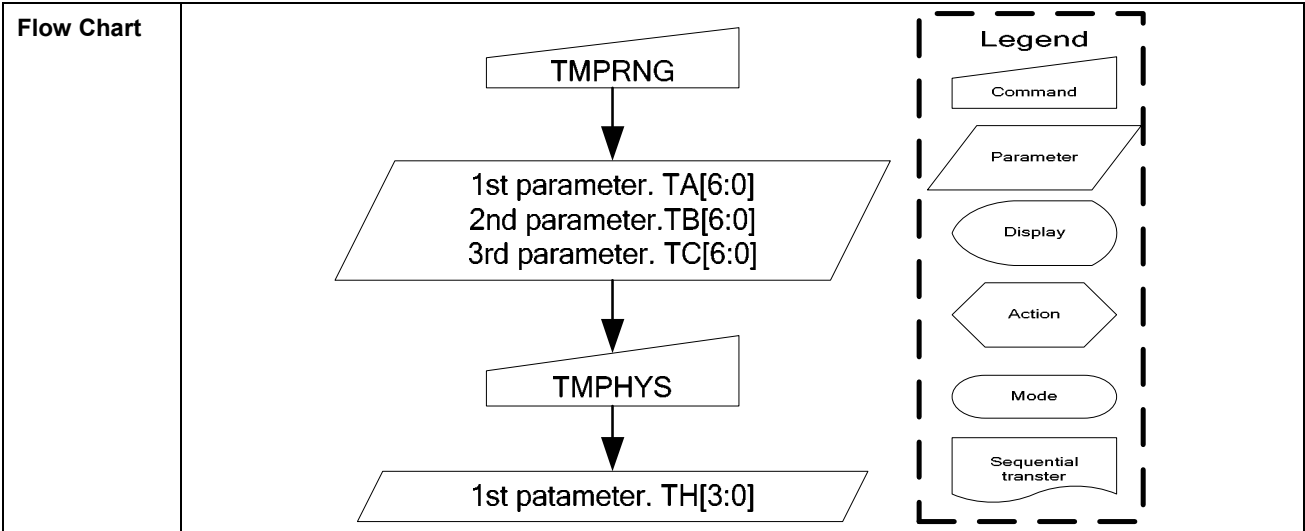 Flow Chart
TMPRNG
1st parameter. TA[6:0]
2nd parameter.TB[6:0]
3rd parameter. TC[6:0]
TMPHYS
1st patameter. TH[3:0]
Legend
Command
Parameter
Display
Action
Mode
Sequential
transter